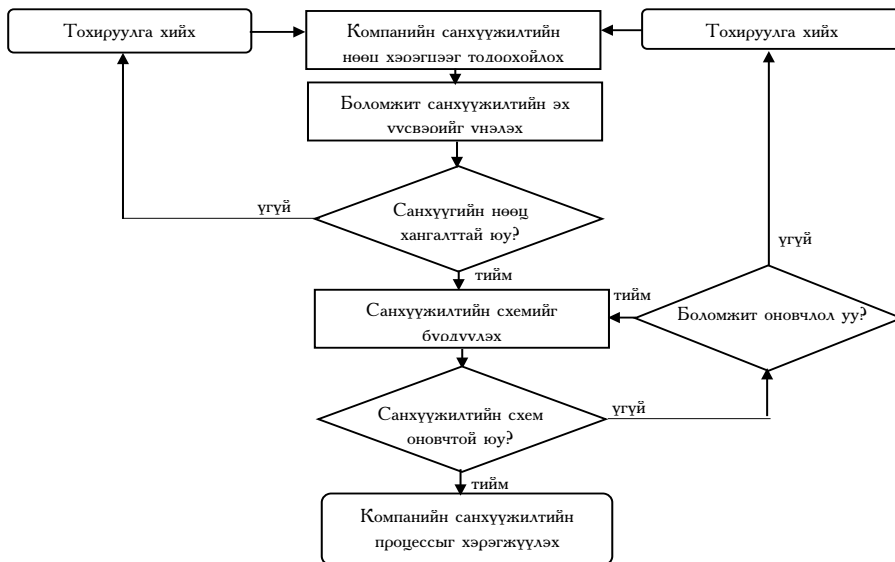 Тохируулга хийх
Компанийн санхүүжилтийн
нөөц хэрэгцээг тодорхойлох
Тохируулга хийх
Боломжит санхүүжилтийн эх
үүсвэрийг үнэлэх
үгүй
Санхүүгийн нөөц
хангалттай юу?
үгүй
тийм
Санхүүжилтийн схемийг
бүрдүүлэх
тийм
Боломжит оновчлол уу?
Санхүүжилтийн схем
оновчтой юу?
үгүй
тийм
Компанийн санхүүжилтийн
процессыг хэрэгжүүлэх